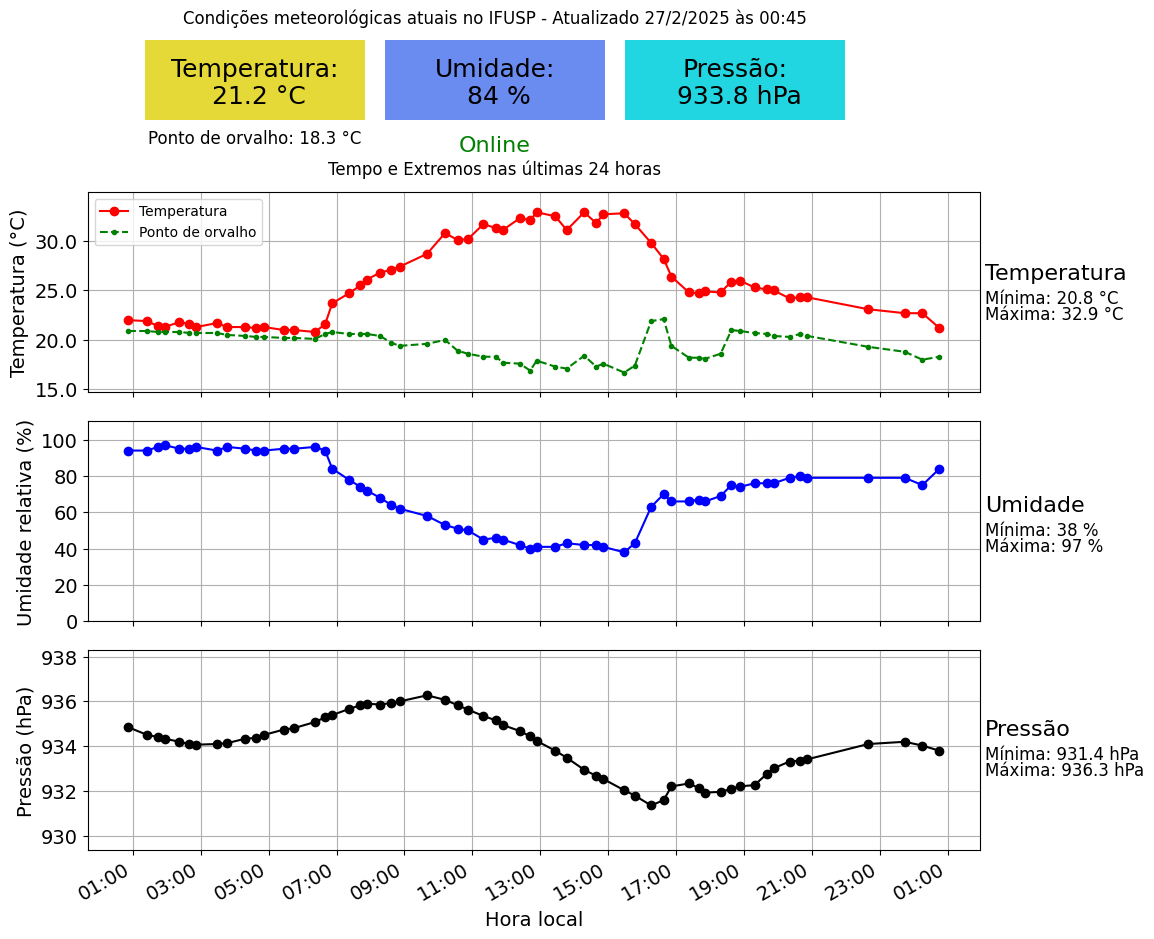 Condições meteorológicas atuais no IFUSP - Atualizado 27/2/2025 às 00:45
Temperatura:
21.2 °C
Umidade:
84 %
Pressão:
933.8 hPa
Ponto de orvalho: 18.3 °C
Online
Tempo e Extremos nas últimas 24 horas
Temperatura (°C)
30.0
25.0
20.0
15.0
Temperatura
Ponto de orvalho
Temperatura
Mínima: 20.8 °C
Máxima: 32.9 °C
Umidade relativa (%)
100
80
60
40
20
0
Umidade
Mínima: 38 %
Máxima: 97 %
Pressão (hPa)
938
936
934
932
930
Pressão
Mínima: 931.4 hPa
Máxima: 936.3 hPa
01:00 03:00 05:00 07:00 09:00 11:00 13:00 15:00 17:00 19:00 21:00 23:00 01:00
Hora local